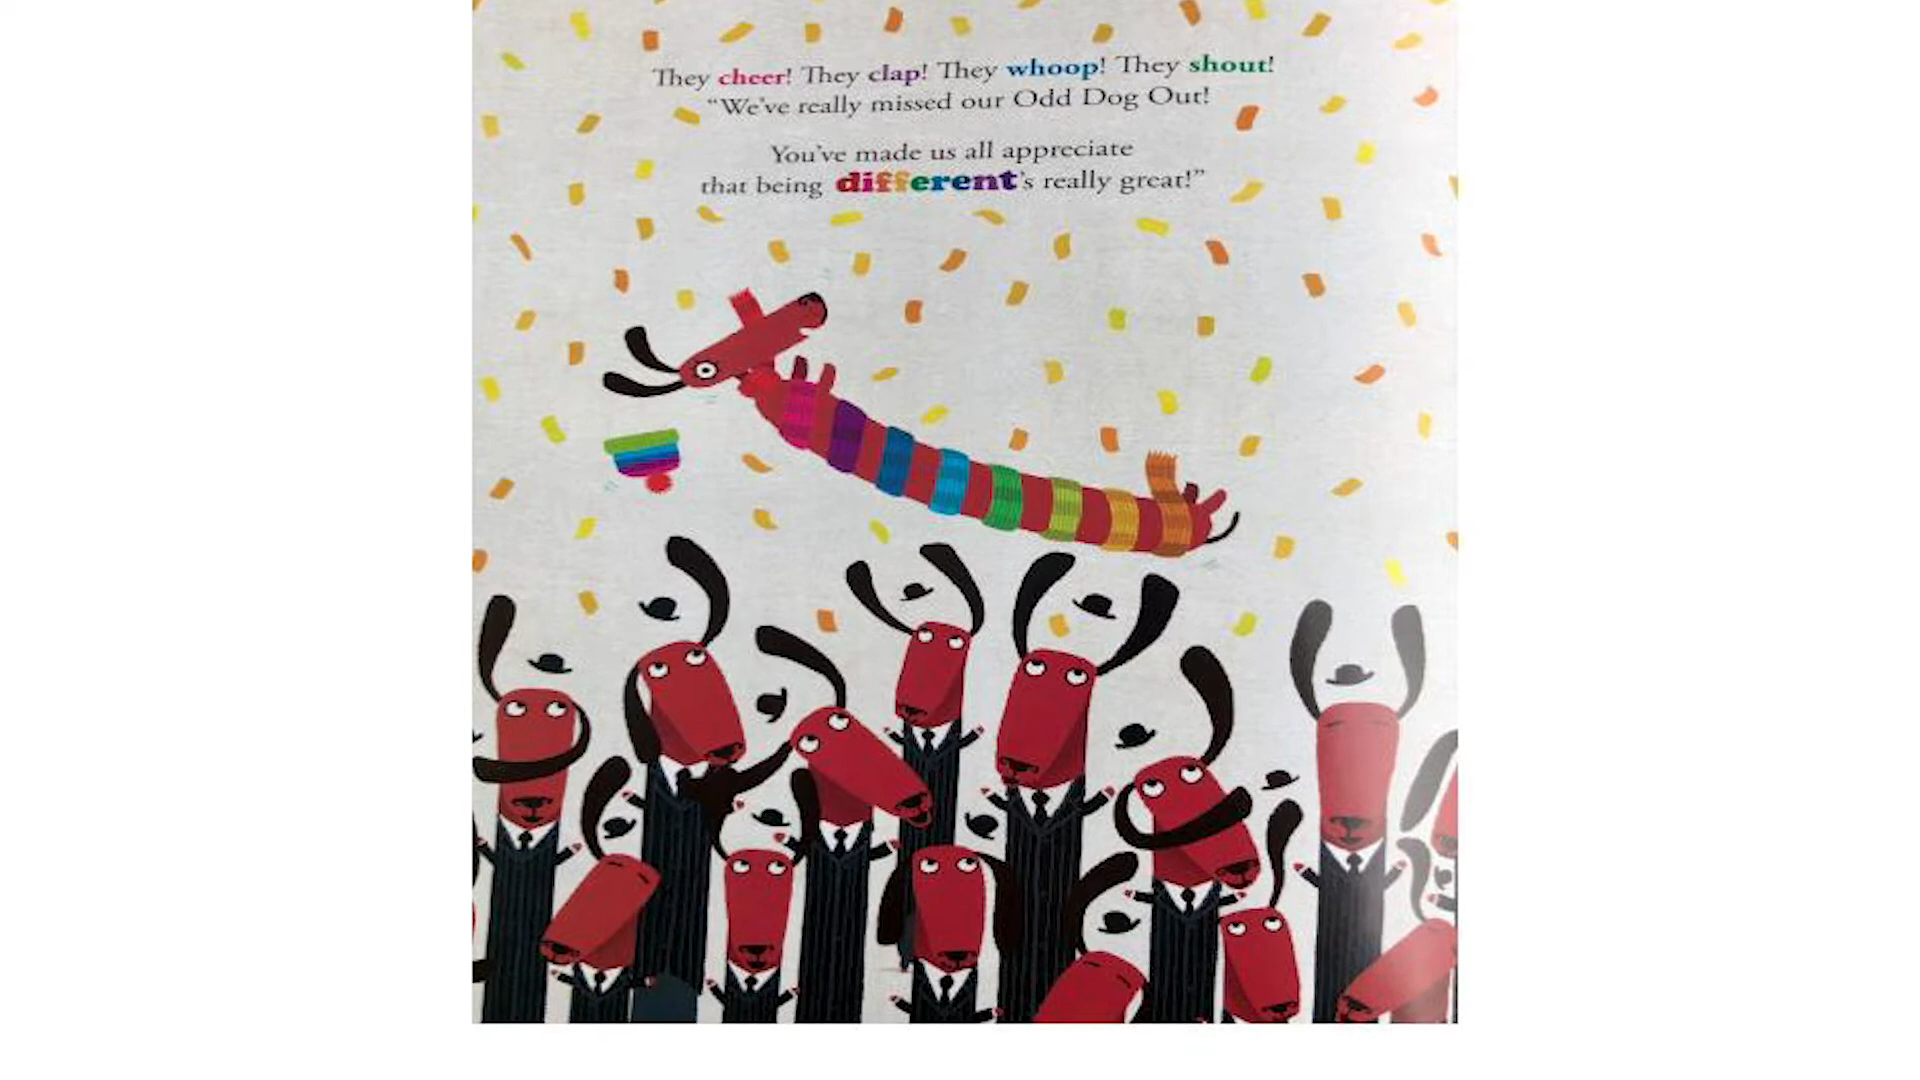 They cheer! They clap! They whoop! They shout!
“We’ve really missed our Odd Dog Out!
You’ve made us all appreciate
that being different’s really great!”